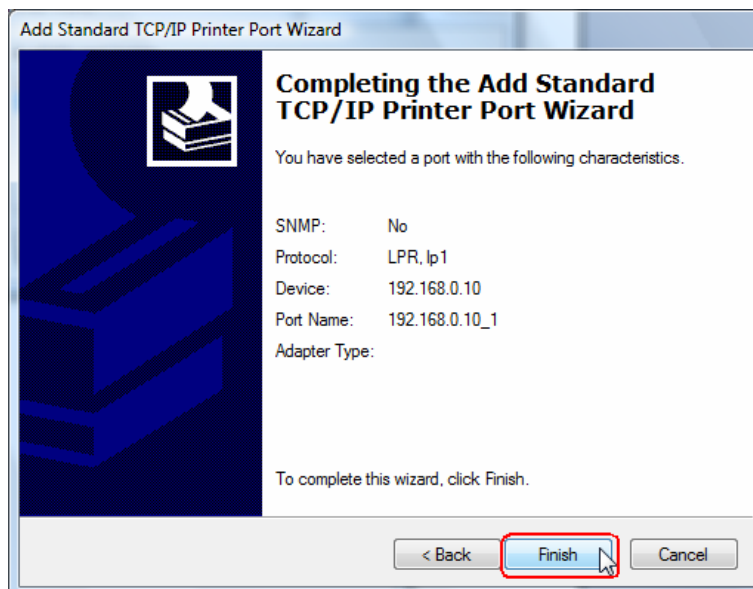 Add Standard TCP/IP Printer Port Wizard
Completing the Add Standard
TCP/IP Printer Port Wizard
You have selected a port with the following characteristics.
SNMP: No
Protocol: LPR, lp1
Device: 192.168.0.10
Port Name: 192.168.0.10_1
Adapter Type:
To complete this wizard, click Finish.
< Back Finish Cancel